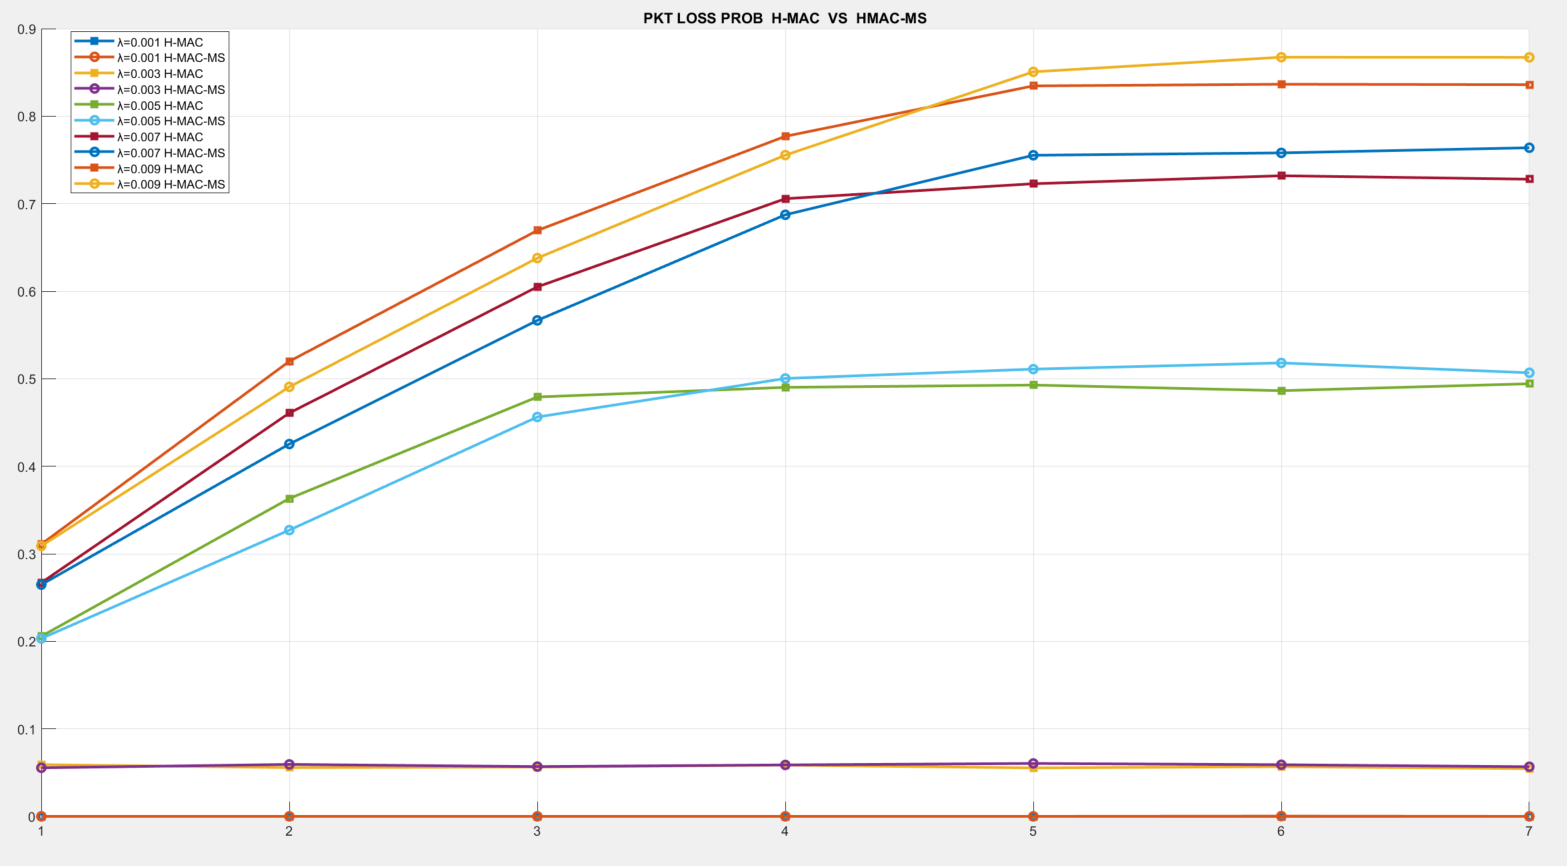 PKT LOSS PROB H-MAC VS HMAC-MS
0.9
0.8
0.7
0.6
0.5
0.4
0.3
0.2
0.1
0
λ=0.001 H-MAC
λ=0.001 H-MAC-MS
λ=0.003 H-MAC
λ=0.003 H-MAC-MS
λ=0.005 H-MAC
λ=0.005 H-MAC-MS
λ=0.007 H-MAC
λ=0.007 H-MAC-MS
λ=0.009 H-MAC
λ=0.009 H-MAC-MS
1 2 3 4 5 6 7